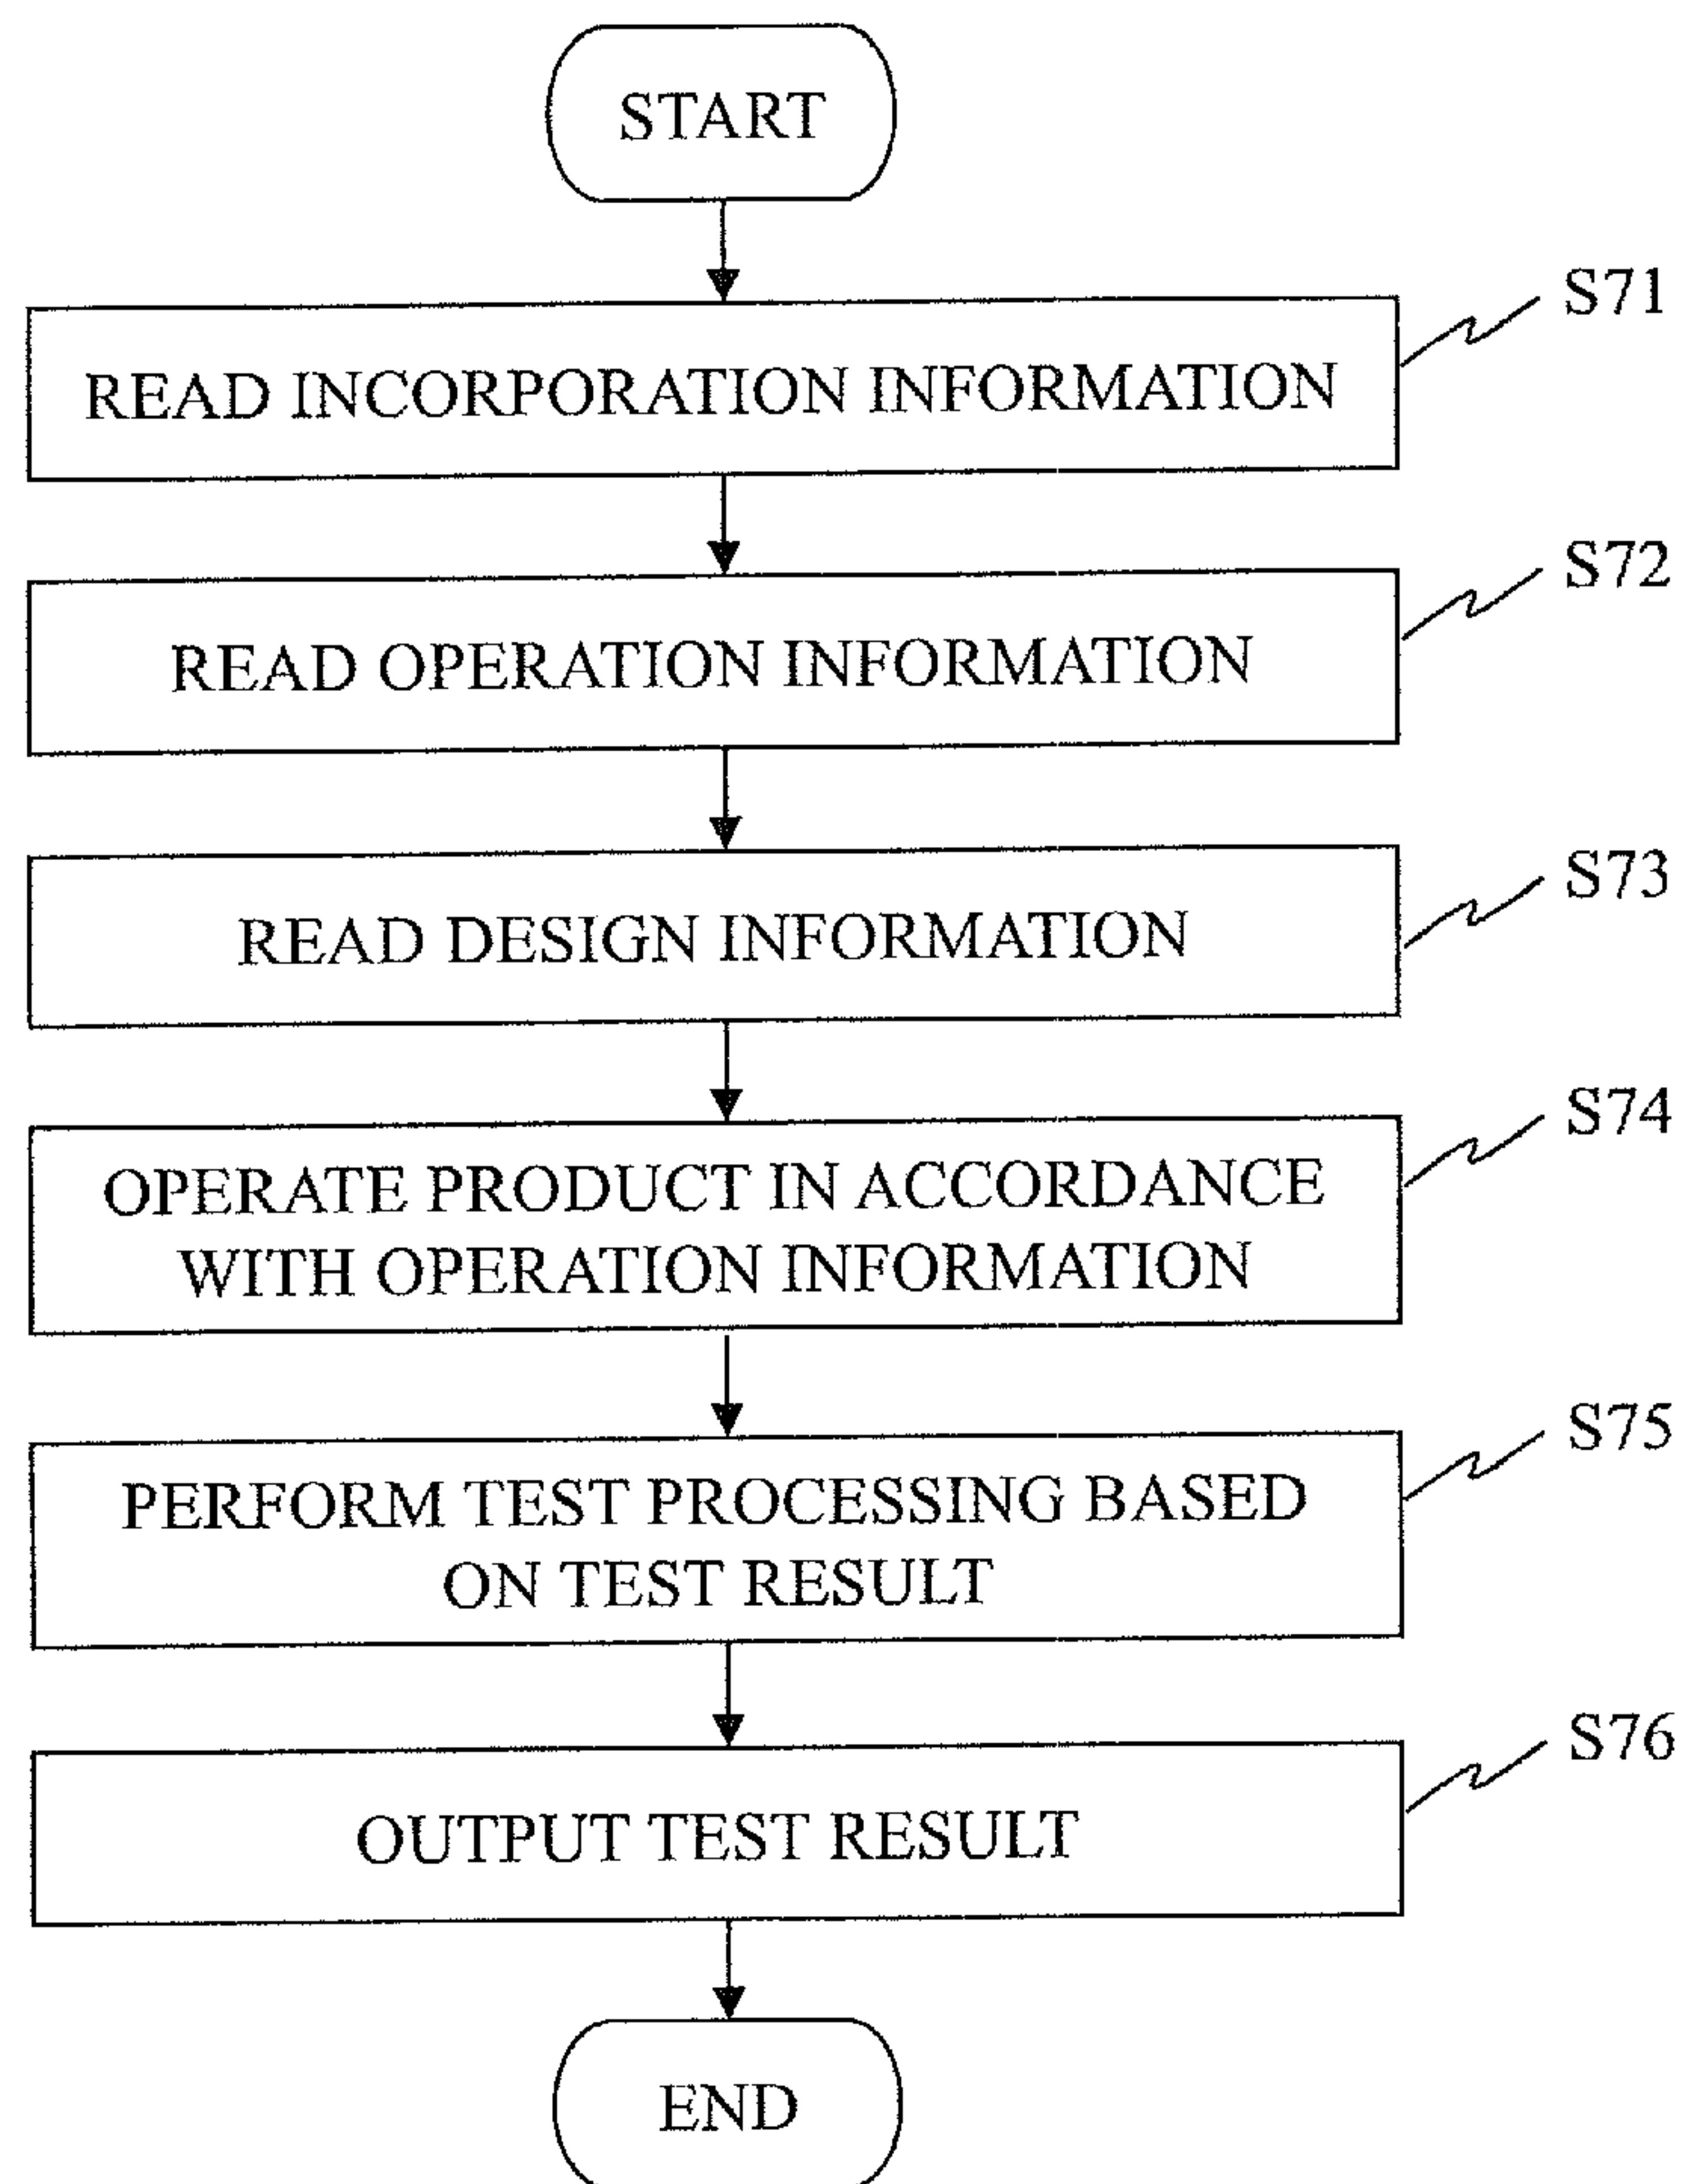 START
S71
READ INCORPORATION INFORMATION
S72
READ OPERATION INFORMATION
S73
READ DESIGN INFORMATION
S74
OPERATE PRODUCT IN ACCORDANCE
WITH OPERATION INFORMATION
S75
PERFORM TEST PROCESSING BASED
ON TEST RESULT
S76
OUTPUT TEST RESULT
END